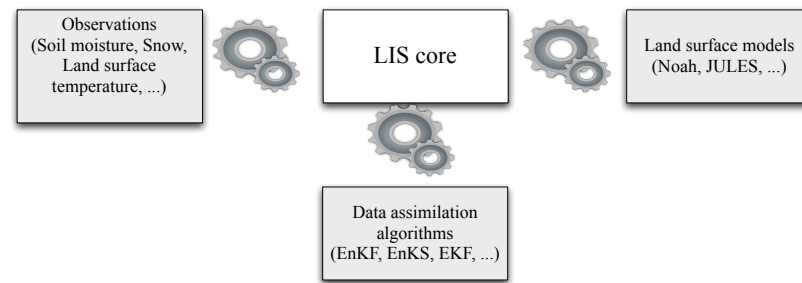 Observations
(Soil moisture, Snow,
Land surface
temperature, ...)
LIS core
Land surface models
(Noah, JULES, ...)
Data assimilation
algorithms
(EnKF, EnKS, EKF, ...)